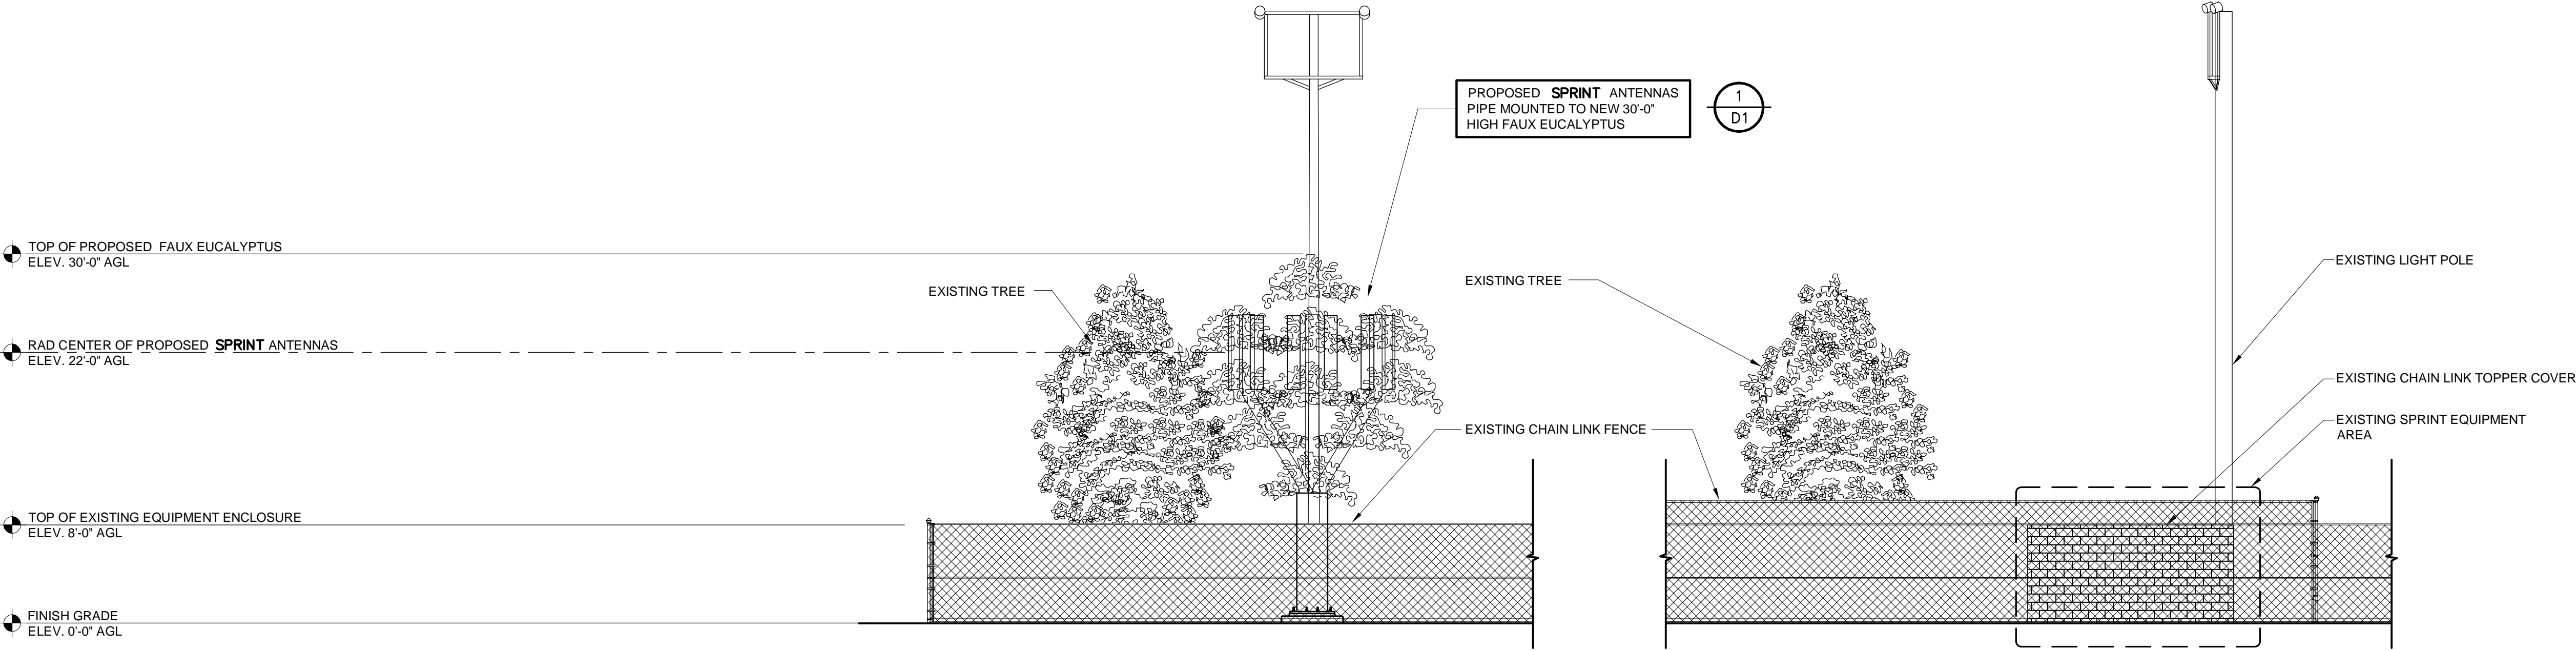 PROPOSED SPRINT ANTENNAS
PIPE MOUNTED TO NEW 30'-0"
HIGH FAUX EUCALYPTUS
1
D1
TOP OF PROPOSED FAUX EUCALYPTUS
ELEV. 30'-0" AGL
EXISTING TREE
EXISTING TREE
EXISTING LIGHT POLE
RAD CENTER OF PROPOSED SPRINT ANTENNAS
ELEV. 22'-0" AGL
EXISTING CHAIN LINK TOPPER COVER
EXISTING CHAIN LINK FENCE
EXISTING SPRINT EQUIPMENT
AREA
TOP OF EXISTING EQUIPMENT ENCLOSURE
ELEV. 8'-0" AGL
FINISH GRADE
ELEV. 0'-0" AGL